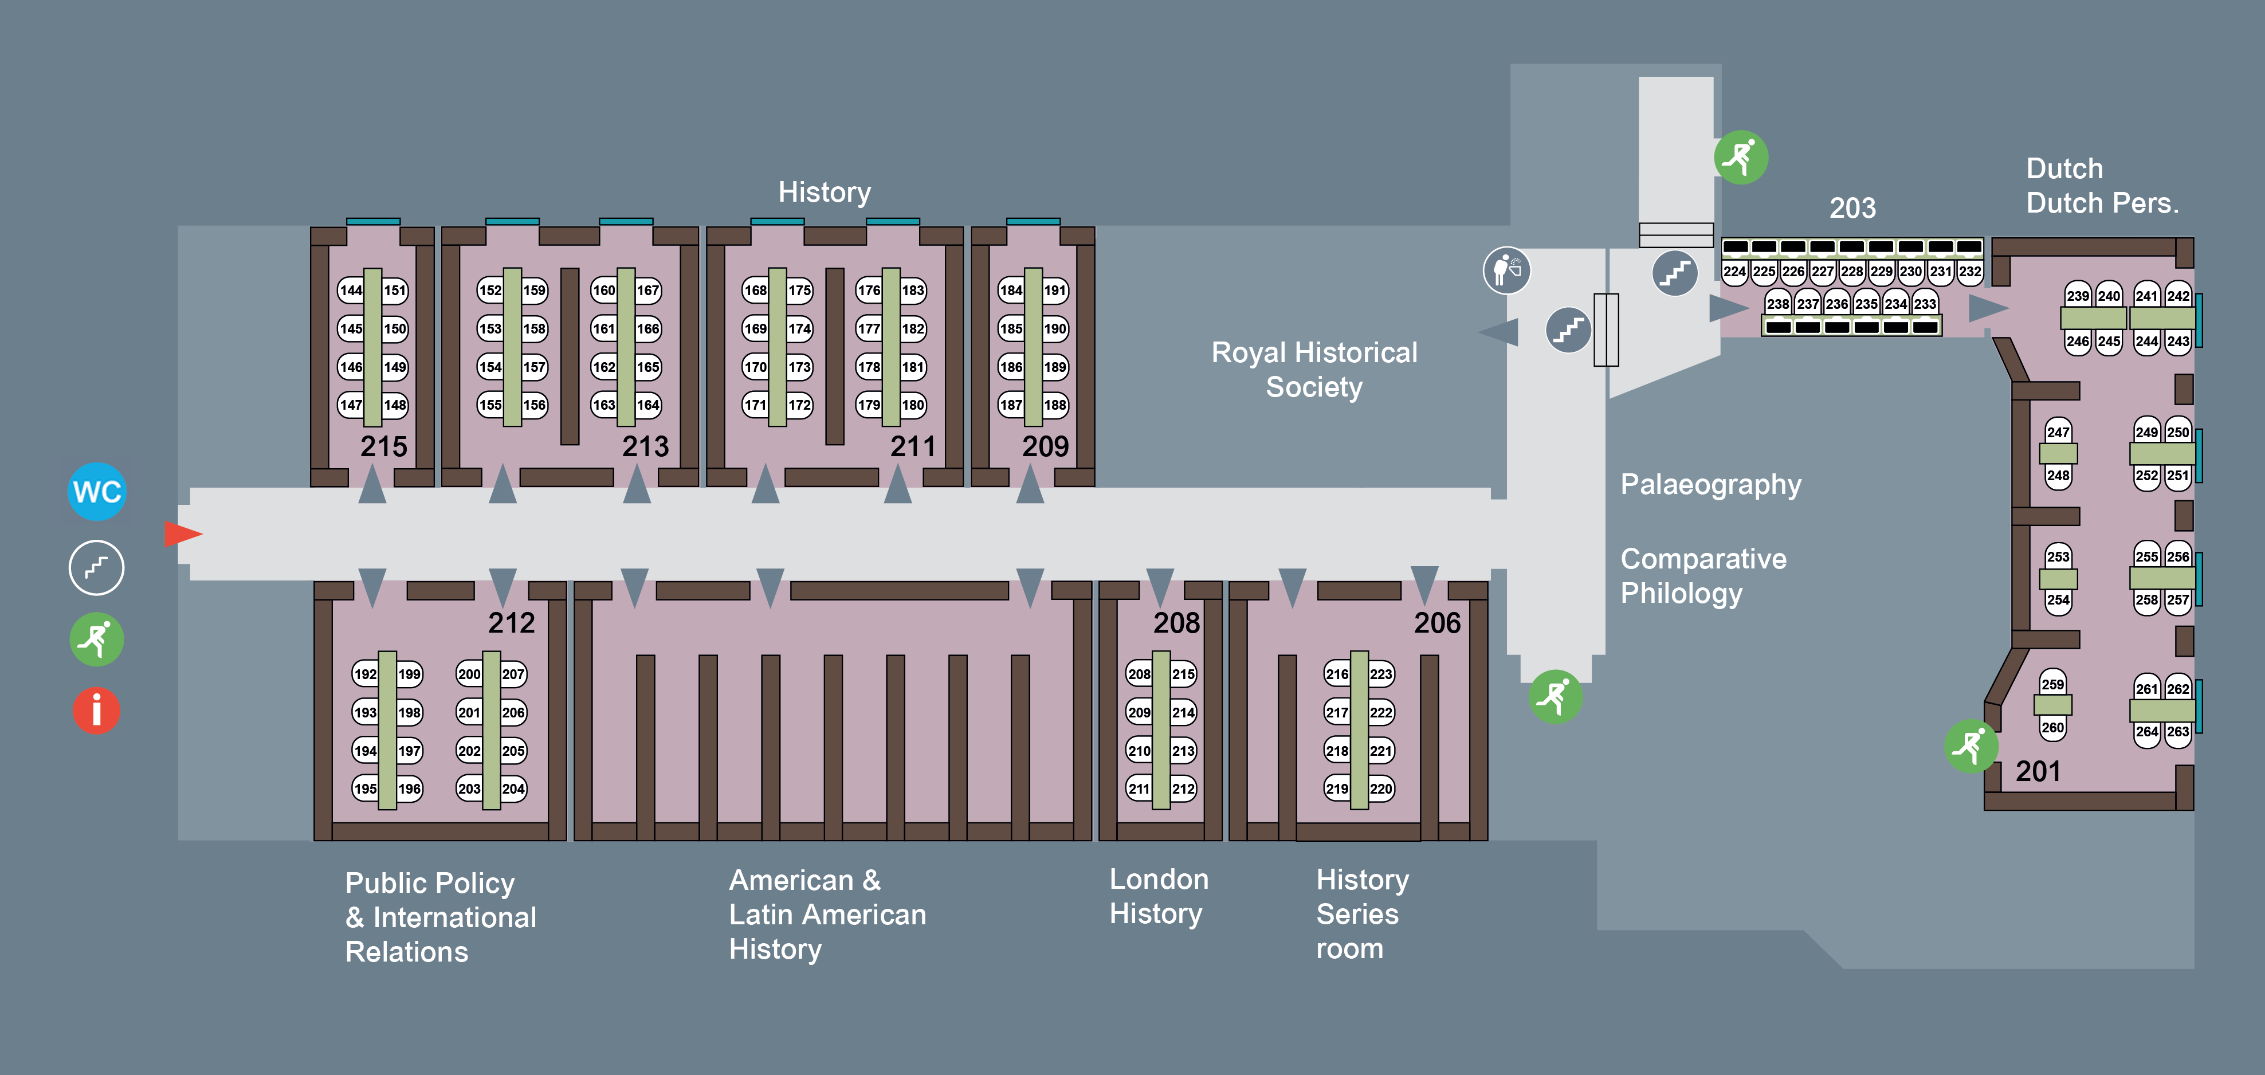 History
203
Dutch
Dutch Pers.
224 225 226 227 228 229 230 231 232
238 237 236 235 234 233
144 151
145 150
146 149
147 148
215
152 159 160 167
153 158 161 166
154 157 162 165
155 156 163 164
213
168 175 176 183
169 174 177 182
170 173 178 181
171 172 179 180
211
184 191
185 190
186 189
187 188
209
Royal Historical
Society
Palaeography
Comparative
Philology
239 240 241 242
246 245 244 243
247 249 250
248 252 251
253 255 256
254 258 257
259 261 262
260 264 263
201
WC
i
212
192 199 200 207
193 198 201 206
194 197 202 205
195 196 203 204
208
208 215
209 214
210 213
211 212
206
216 223
217 222
218 221
219 220
Public Policy
& International
Relations
American &
Latin American
History
London
History
History
Series
room